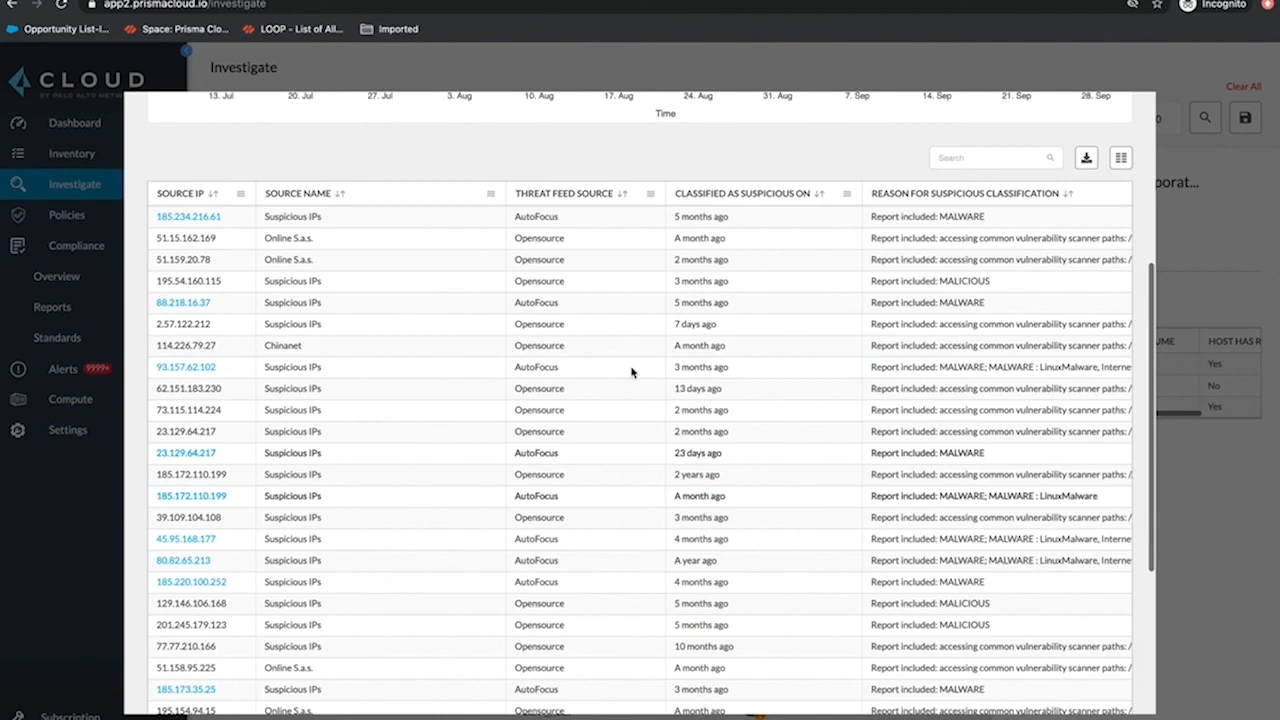 app2.prismacloud.io/investigate
Incognito
Opportunity List-I...
Space: Prisma Clo...
LOOP - List of All...
Imported
CLOUD
BY PALO ALTO NETW
Investigate
Clear All
Dashboard
Inventory
Investigate
Policies
Compliance
Overview
Reports
Standards
Alerts 9999+
Compute
Settings
Subscription
13. Jul 20. Jul 27. Jul 3. Aug 10. Aug 17. Aug 24. Aug 31. Aug 7. Sep 14. Sep 21. Sep 28. Sep
Time
Search
SOURCE IP SOURCE NAME THREAT FEED SOURCE CLASSIFIED AS SUSPICIOUS ON REASON FOR SUSPICIOUS CLASSIFICATION
185.234.216.61 Suspicious IPs AutoFocus 5 months ago Report included: MALWARE
51.15.162.169 Online S.a.s. Opensource A month ago Report included: accessing common vulnerability scanner paths: /
51.159.20.78 Online S.a.s. Opensource 2 months ago Report included: accessing common vulnerability scanner paths: /
195.54.160.115 Suspicious IPs Opensource 3 months ago Report included: MALICIOUS
88.218.16.37 Suspicious IPs AutoFocus 5 months ago Report included: MALWARE
2.57.122.212 Suspicious IPs Opensource 7 days ago Report included: accessing common vulnerability scanner paths: /
114.226.79.27 Chinanet Opensource A month ago Report included: accessing common vulnerability scanner paths: /
93.157.62.102 Suspicious IPs AutoFocus 3 months ago Report included: MALWARE; MALWARE : LinuxMalware, Interne
62.151.183.230 Suspicious IPs Opensource 13 days ago Report included: accessing common vulnerability scanner paths: /
73.115.114.224 Suspicious IPs Opensource 2 months ago Report included: accessing common vulnerability scanner paths: /
23.129.64.217 Suspicious IPs Opensource 2 months ago Report included: accessing common vulnerability scanner paths: /
23.129.64.217 Suspicious IPs AutoFocus 23 days ago Report included: MALWARE
185.172.110.199 Suspicious IPs Opensource 2 years ago Report included: accessing common vulnerability scanner paths: /
185.172.110.199 Suspicious IPs AutoFocus A month ago Report included: MALWARE; MALWARE : LinuxMalware
39.109.104.108 Suspicious IPs Opensource 3 months ago Report included: accessing common vulnerability scanner paths: /
45.95.168.177 Suspicious IPs AutoFocus 4 months ago Report included: MALWARE; MALWARE : LinuxMalware, Interne
80.82.65.213 Suspicious IPs AutoFocus A year ago Report included: MALWARE; MALWARE : LinuxMalware, Interne
185.220.100.252 Suspicious IPs AutoFocus 4 months ago Report included: MALWARE
129.146.106.168 Suspicious IPs Opensource 5 months ago Report included: MALICIOUS
201.245.179.123 Suspicious IPs Opensource 5 months ago Report included: MALICIOUS
77.77.210.166 Suspicious IPs Opensource 10 months ago Report included: accessing common vulnerability scanner paths: /
51.158.95.225 Online S.a.s. Opensource A month ago Report included: accessing common vulnerability scanner paths: /
185.173.35.25 Suspicious IPs AutoFocus 3 months ago Report included: MALWARE
195.154.94.15 Online S.a.s. Opensource A month ago Report included: accessing common vulnerability scanner paths: /
0
porat...
UME HOST HAS R
Yes
No
Yes